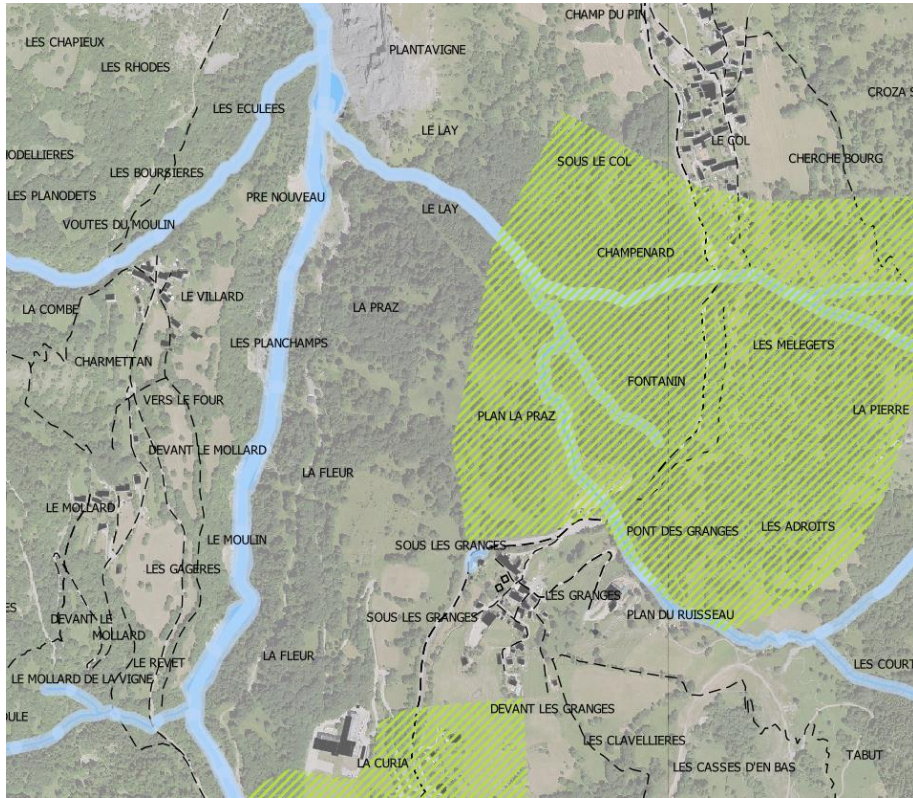 CHAMP DU PIN
LES CHAPIEUX
PLANTAVIGNE
LES RHODES
CROZA S
LES ECULEES
LE LAY
LE COL
ODELLIERES
SOUS LE COL
CHERCHE BOURG
LES BOURSIERES
LES PLANODETS
PRE NOUVEAU
LE LAY
VOUTES DU MOULIN
CHAMPENARD
LE VILLARD
LA COMBE
LA PRAZ
LES PLANCHAMPS
LES MELEGETS
CHARMETTAN
FONTANIN
VERS LE FOUR
PLAN LA PRAZ
LA PIERRE
DEVANT LE MOLLARD
LA FLEUR
LE MOLLARD
LES ADROITS
PONT DES GRANGES
LE MOULIN
SOUS LES GRANGES
LES GAGERES
LES GRANGES
ES
SOUS LES GRANGES
PLAN DU RUISSEAU
DEVANT LE
MOLLARD
LA FLEUR
LE REVET
LES COURT
LE MOLLARD DE LA VIGNE
DEVANT LES GRANGES
OULE
LES CLAVELLIERES
TABUT
LA CURIA
LES CASSES D'EN BAS